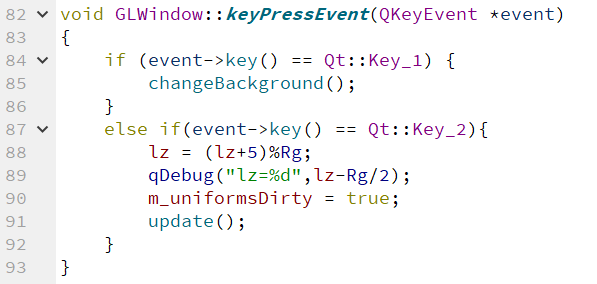 82 void GLWindow::keyPressEvent(QKeyEvent *event)
83 {
84     if (event->key() == Qt::Key_1) {
85         changeBackground();
86     }
87     else if(event->key() == Qt::Key_2){
88         lz = (lz+5)%Rg;
89         qDebug("lz=%d",lz-Rg/2);
90         m_uniformsDirty = true;
91         update();
92     }
93 }